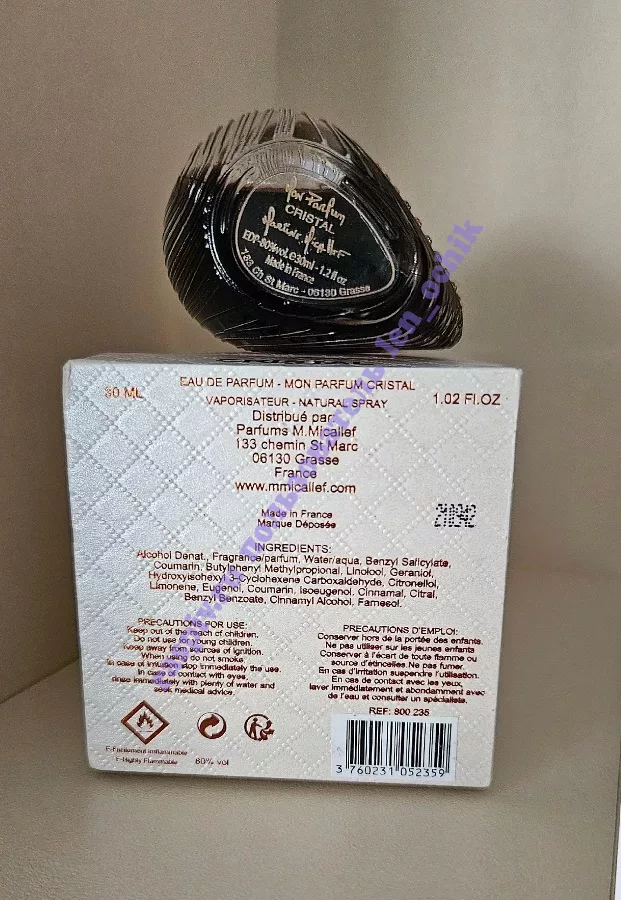 Mon Parfum
CRISTAL
EDP-80%vol.e30ml-1.2fl oz
Made in France
133 Ch St Marc - 06130 Grasse
30 ML
EAU DE PARFUM - MON PARFUM CRISTAL
1.02 Fl.OZ
VAPORISATEUR - NATURAL SPRAY
Distribué par:
Parfums M.Micallef
133 chemin St Marc
06130 Grasse
France
www.mmicallef.com
Made in France
Marque Déposée
210942
INGREDIENTS:
Alcohol Denat., Fragrance/parfum, Water/aqua, Benzyl Salicylate,
Coumarin, Butylphenyl Methylpropional, Linolool, Geraniol,
Hydroxyisohexyl 3-Cyclohexene Carboxaldehyde, Citronellol,
Limonene, Eugenol, Coumarin, Isoeugenol, Cinnamal, Citral,
Benzyl Benzoate, Cinnamyl Alcohol, Farnesol.
PRECAUTIONS FOR USE:
Keep out of the reach of children.
Do not use for young children.
Keep away from sources of ignition.
When using do not smoke
In case of irritation stop immediately the use.
In case of contact with eyes,
rinse immediately with plenty of water and
seek medical advice.
PRECAUTIONS D'EMPLOI:
Conserver hors de la portée des enfants.
Ne pas utiliser sur les jeunes enfants
Conserver à l'écart de toute flamme ou
source d'étincelles. Ne pas fumer.
En cas d'irritation suspendre l'utilisation.
En cas de contact avec les yeux,
laver immédiatement et abondamment avec
de l'eau et consulter un spécialiste.
REF: 800 235
F-Facilement inflammable
F-Highly Flammable
80% vol
3 760231 052359
len_ochik